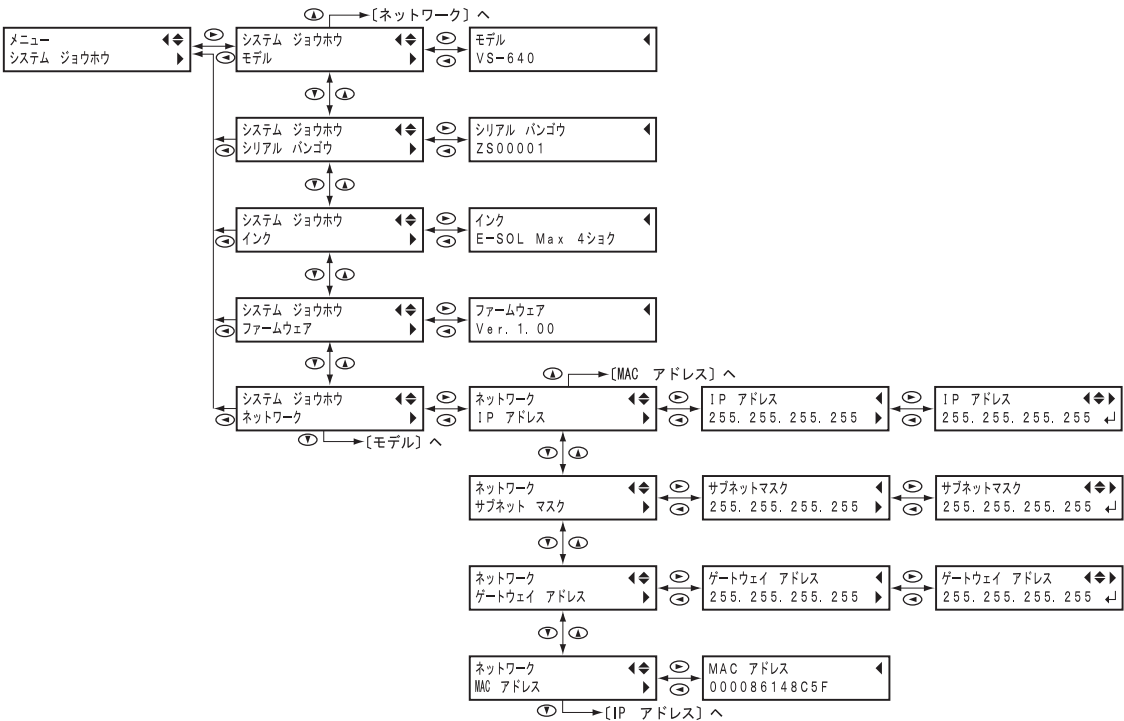 〔ネットワーク〕へ
メニュー
システム ジョウホウ
システム ジョウホウ
モデル
モデル
VS-640
システム ジョウホウ
シリアル バンゴウ
シリアル バンゴウ
ZS00001
システム ジョウホウ
インク
インク
E-SOL Max 4ショク
システム ジョウホウ
ファームウェア
ファームウェア
Ver. 1. 00
〔MAC アドレス〕へ
システム ジョウホウ
ネットワーク
ネットワーク
IP アドレス
IP アドレス
255. 255. 255. 255
IP アドレス
255. 255. 255. 255
〔モデル〕へ
ネットワーク
サブネット マスク
サブネットマスク
255. 255. 255. 255
サブネットマスク
255. 255. 255. 255
ネットワーク
ゲートウェイ アドレス
ゲートウェイ アドレス
255. 255. 255. 255
ゲートウェイ アドレス
255. 255. 255. 255
ネットワーク
MAC アドレス
MAC アドレス
000086148C5F
〔IP アドレス〕へ